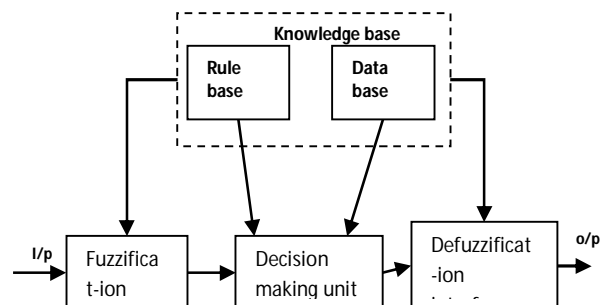 Knowledge base
Rule
base
Data
base
I/p
Fuzzifica
t-ion
Decision
making unit
Defuzzificat
-ion
o/p